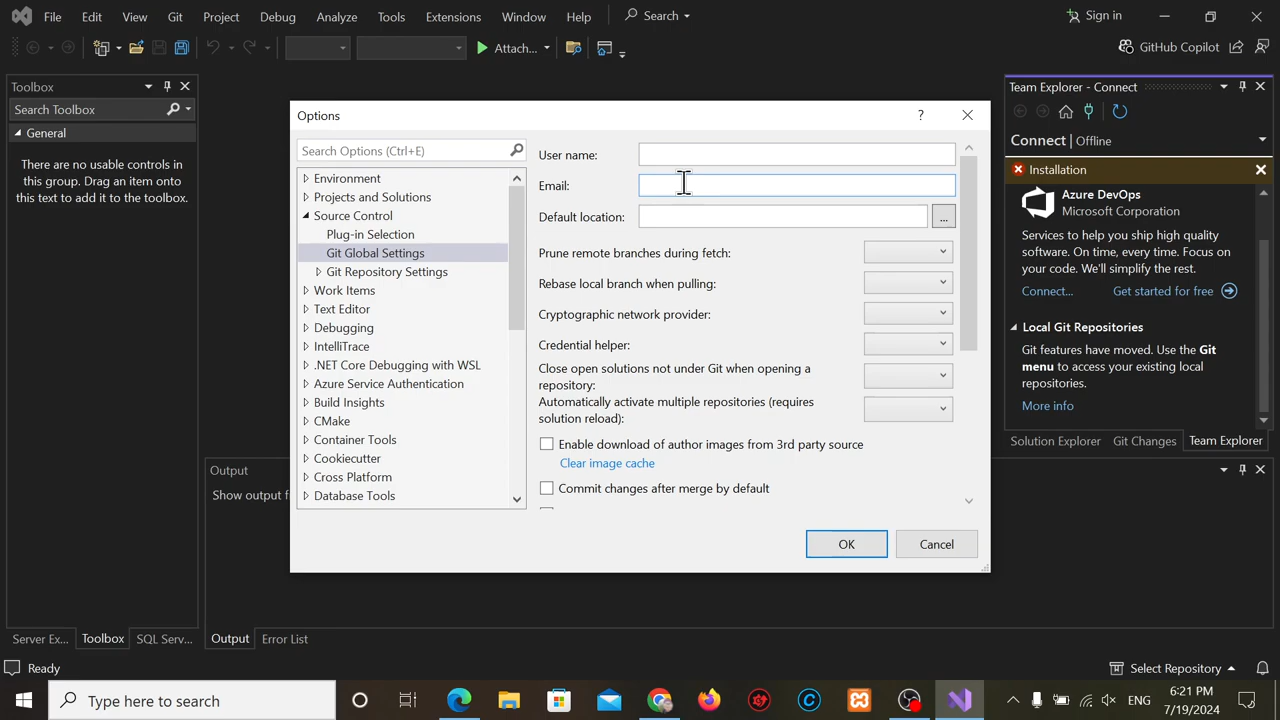 File Edit View Git Project Debug Analyze Tools Extensions Window Help Search Sign in
Attach... GitHub Copilot
Toolbox
Search Toolbox
General
There are no usable controls in
this group. Drag an item onto
this text to add it to the toolbox.
Options
Search Options (Ctrl+E)
Environment
Projects and Solutions
Source Control
Plug-in Selection
Git Global Settings
Git Repository Settings
Work Items
Text Editor
Debugging
IntelliTrace
.NET Core Debugging with WSL
Azure Service Authentication
Build Insights
CMake
Container Tools
Cookiecutter
Cross Platform
Database Tools
User name:
Email:
Default location:
...
Prune remote branches during fetch:
Rebase local branch when pulling:
Cryptographic network provider:
Credential helper:
Close open solutions not under Git when opening a
repository:
Automatically activate multiple repositories (requires
solution reload):
Enable download of author images from 3rd party source
Clear image cache
Commit changes after merge by default
OK Cancel
Team Explorer - Connect
Connect | Offline
Installation
Azure DevOps
Microsoft Corporation
Services to help you ship high quality
software. On time, every time. Focus on
your code. We'll simplify the rest.
Connect... Get started for free
Local Git Repositories
Git features have moved. Use the Git
menu to access your existing local
repositories.
More info
Solution Explorer Git Changes Team Explorer
Output
Show output f
Server Ex... Toolbox SQL Serv... Output Error List
Ready Select Repository
Type here to search
ENG
6:21 PM
7/19/2024